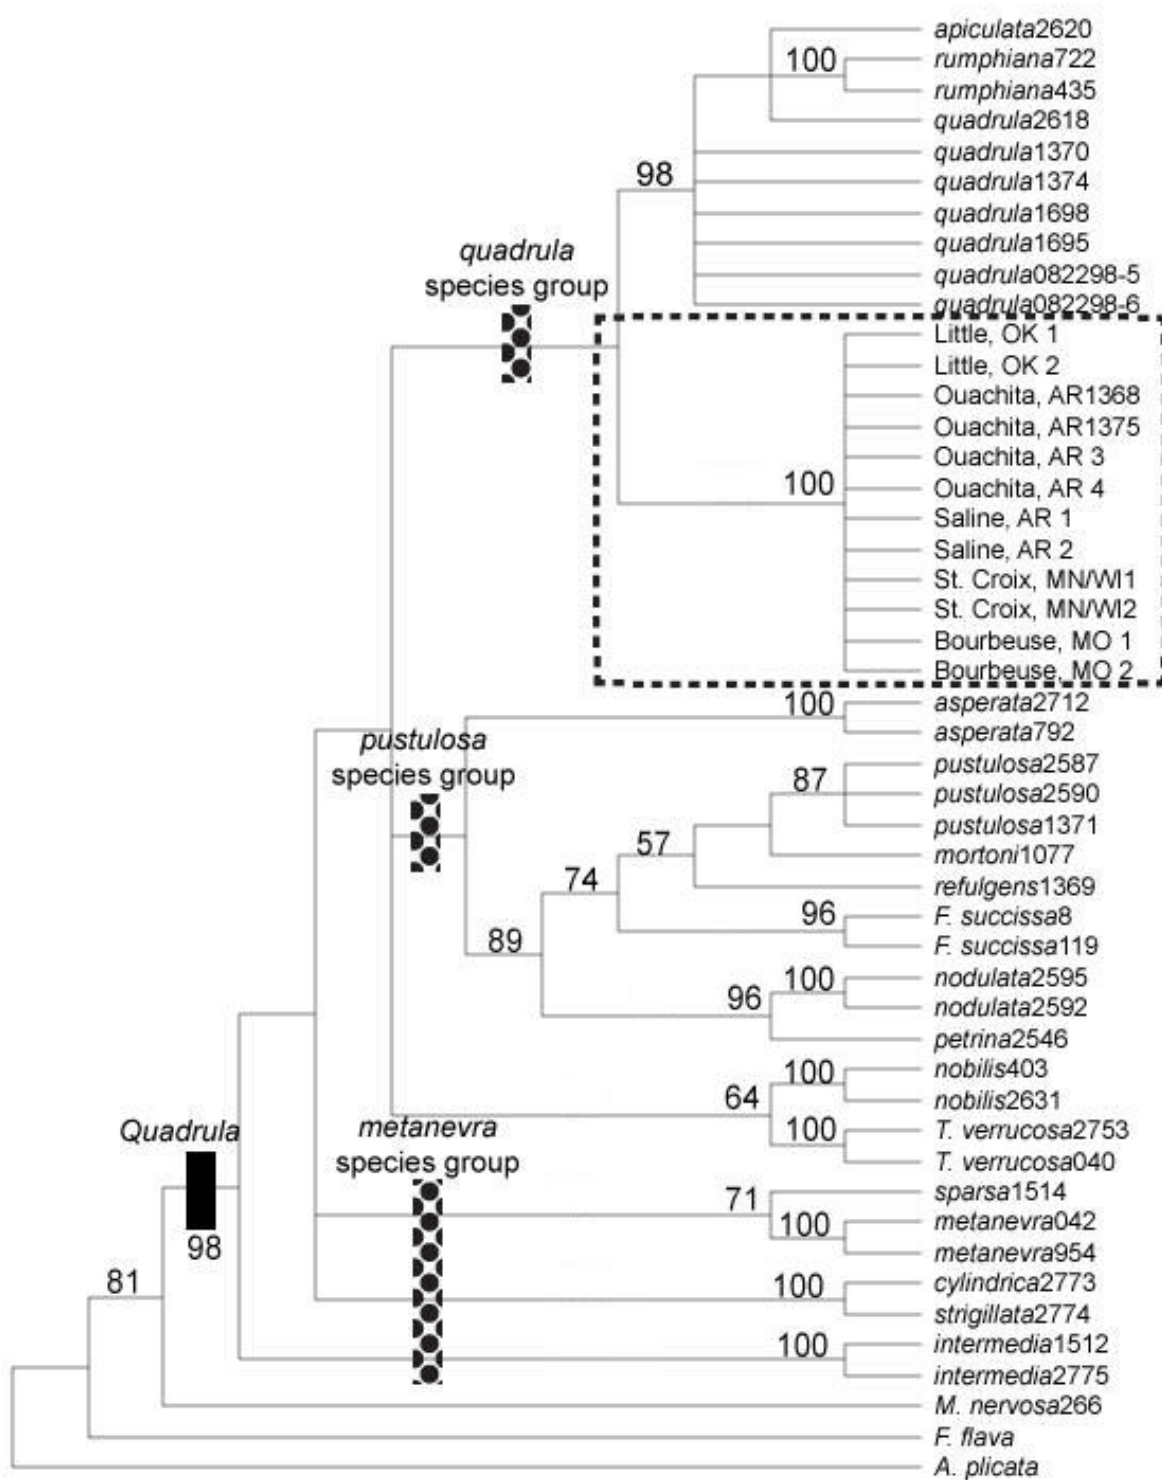 apiculata2620
100
rumphiana722
rumphiana435
quadrula2618
quadrula1370
98
quadrula1374
quadrula1698
quadrula1695
quadrula
species group
quadrula082298-5
quadrula082298-6
Little, OK 1
Little, OK 2
Ouachita, AR1368
Ouachita, AR1375
Ouachita, AR 3
100
Ouachita, AR 4
Saline, AR 1
Saline, AR 2
St. Croix, MN/WI1
St. Croix, MN/WI2
Bourbeuse, MO 1
Bourbeuse, MO 2
100
asperata2712
asperata792
pustulosa
species group
pustulosa2587
87
pustulosa2590
pustulosa1371
57
mortoni1077
74
refulgens1369
96
F. succissa8
89
F. succissa119
100
nodulata2595
96
nodulata2592
petrina2546
100
nobilis403
64
nobilis2631
Quadrula
metanevra
species group
100
T. verrucosa2753
T. verrucosa040
71
sparsa1514
100
metanevra042
98
metanevra954
81
100
cylindrica2773
strigillata2774
100
intermedia1512
intermedia2775
M. nervosa266
F. flava
A. plicata